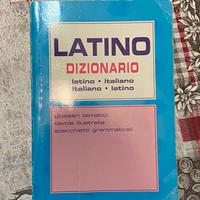 LATINO
DIZIONARIO
latino • italiano
italiano • latino
glossari tematici
tavole illustrate
specchietti grammaticali